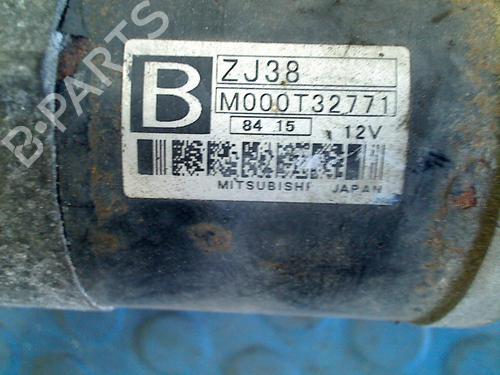 B
ZJ38
M000T32771
84 15 12V
MITSUBISHI JAPAN
B-PARTS